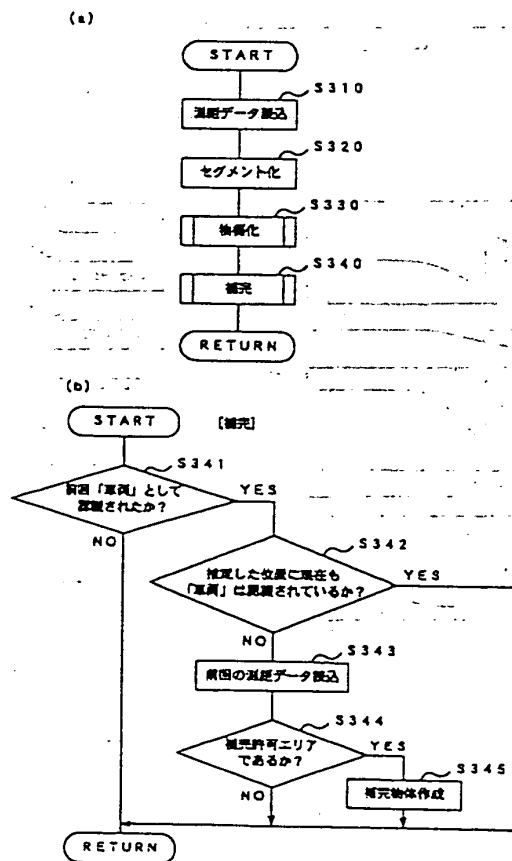 (a)
START
S310
測距データ読込
S320
セグメント化
S330
S340
補完
RETURN
(b)
START
[補完]
S341
前回「車両」として
認識されたか?
YES
NO
S342
推定した位置に現在も
「車両」は認識されているか?
YES
NO
S343
前回の測距データ読込
S344
補完許可エリア
であるか?
YES
NO
S345
補完物体作成
RETURN